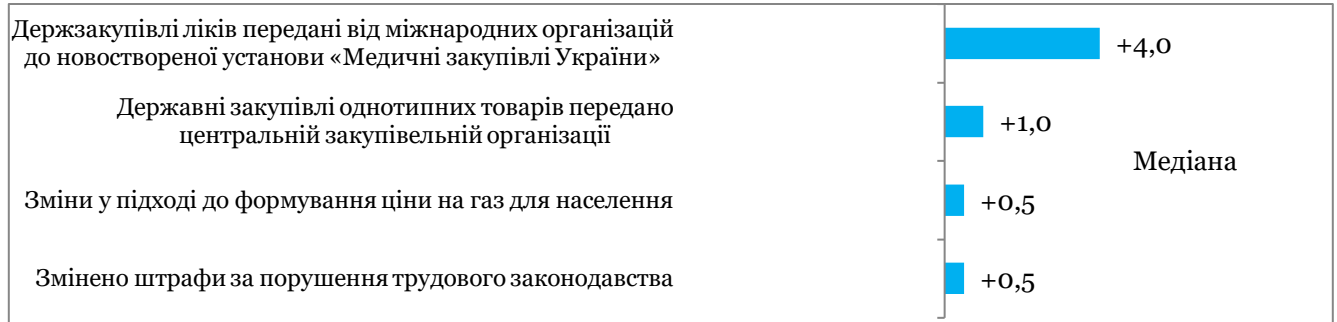 Держзакупівлі ліків передані від міжнародних організацій
до новоствореної установи «Медичні закупівлі України»
+4,0
Державні закупівлі однотипних товарів передано
центральній закупівельній організації
+1,0
Медіана
Зміни у підході до формування ціни на газ для населення
+0,5
Змінено штрафи за порушення трудового законодавства
+0,5